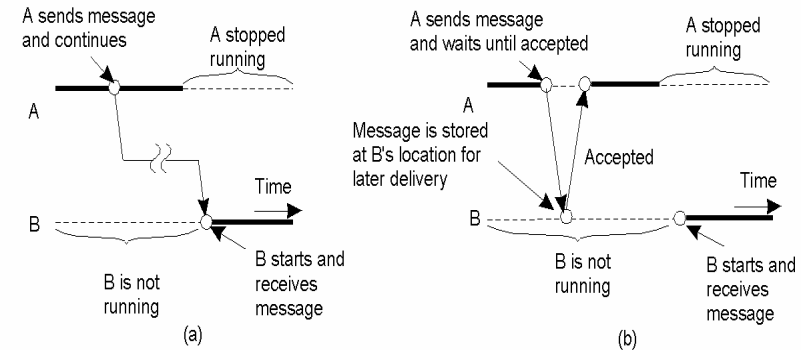 A sends message
and continues
A stopped
running
A
Time
B
B is not
running
B starts and
receives
message
(a)
A sends message
and waits until accepted
A stopped
running
A
Message is stored
at B's location for
later delivery
Accepted
Time
B
B is not
running
B starts and
receives
message
(b)